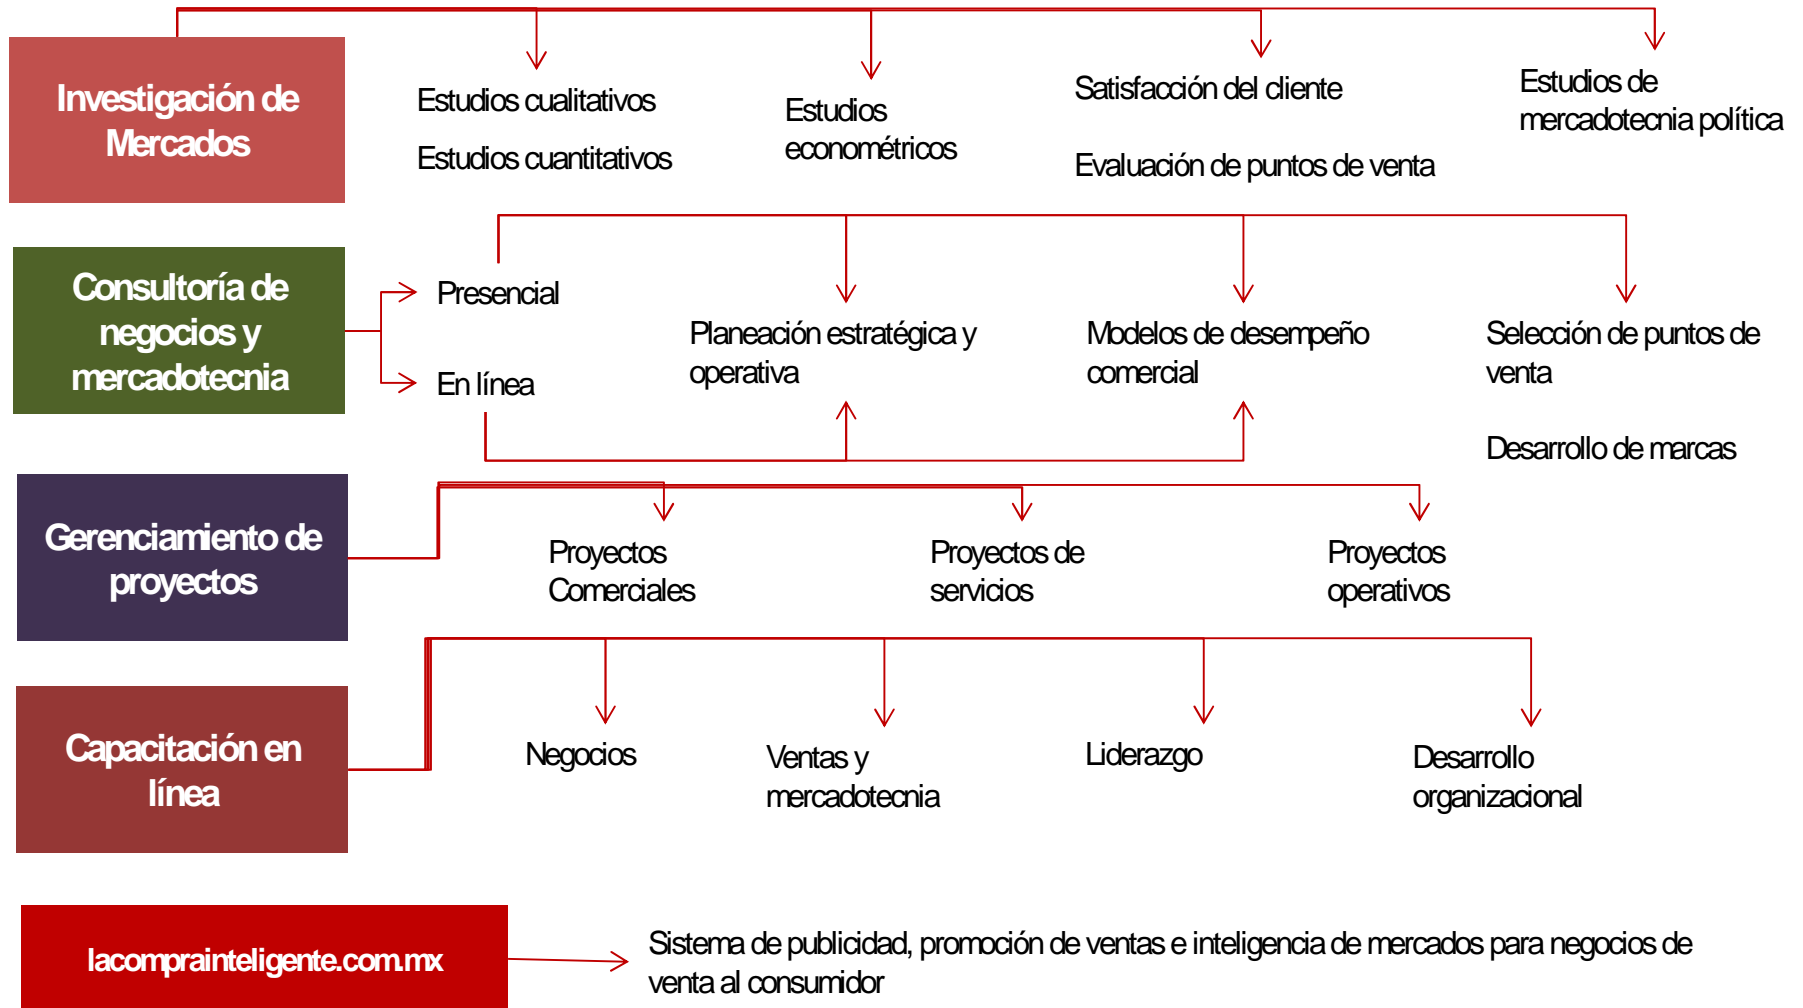 Investigación de
Mercados
Estudios cualitativos
Estudios cuantitativos
Estudios
econométricos
Satisfacción del cliente
Evaluación de puntos de venta
Estudios de
mercadotecnia política
Consultoría de
negocios y
mercadotecnia
Presencial
En línea
Planeación estratégica y
operativa
Modelos de desempeño
comercial
Selección de puntos de
venta
Desarrollo de marcas
Gerenciamiento de
proyectos
Proyectos
Comerciales
Proyectos de
servicios
Proyectos
operativos
Capacitación en
línea
Negocios
Ventas y
mercadotecnia
Liderazgo
Desarrollo
organizacional
lacomprainteligente.com.mx
Sistema de publicidad, promoción de ventas e inteligencia de mercados para negocios de
venta al consumidor